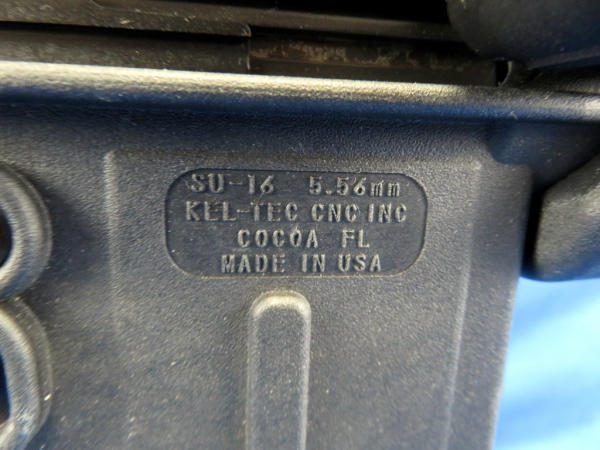 SU-16 5.56mm
KEL-TEC CNC INC
COCOA FL
MADE IN USA